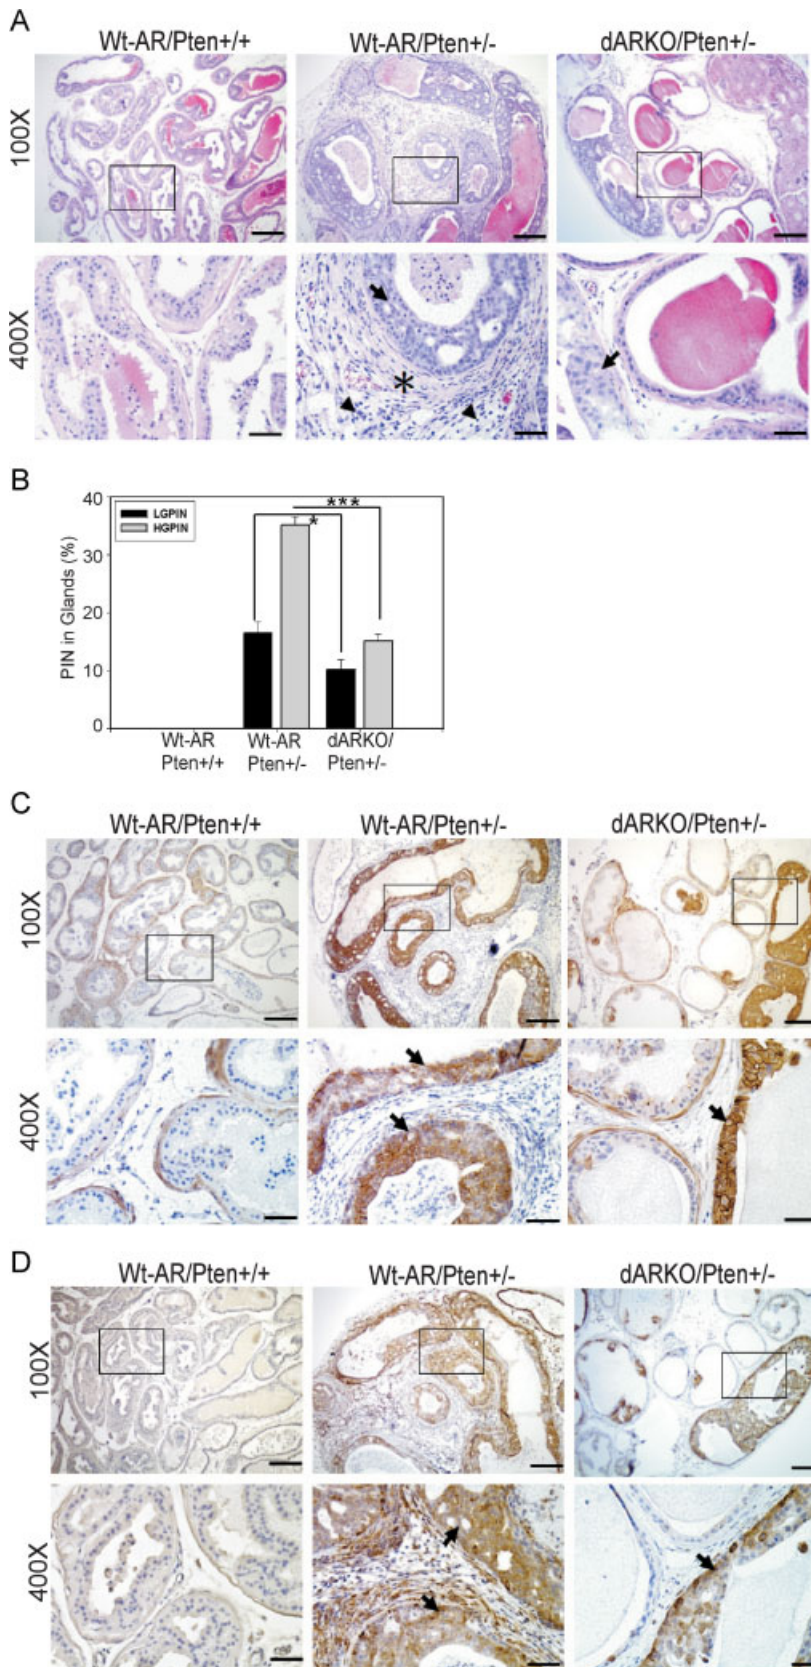 A
Wt-AR/Pten+/+ Wt-AR/Pten+/- dARKO/Pten+/-
100X
400X
*
B
PIN in Glands (%)
40
30
20
10
0
LGPIN
HGPIN
***
*
Wt-AR Wt-AR dARKO/
Pten+/+ Pten+/- Pten+/-
C
Wt-AR/Pten+/+ Wt-AR/Pten+/- dARKO/Pten+/-
100X
400X
D
Wt-AR/Pten+/+ Wt-AR/Pten+/- dARKO/Pten+/-
100X
400X